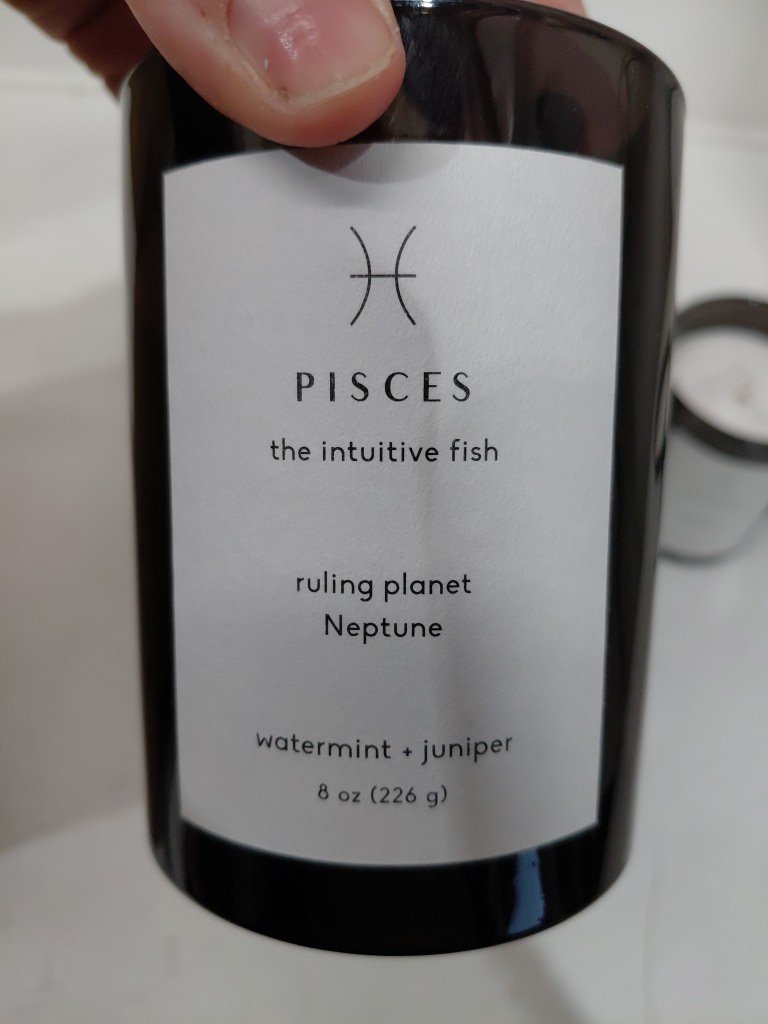 PISCES
the intuitive fish
ruling planet
Neptune
watermint + juniper
8 oz (226 g)